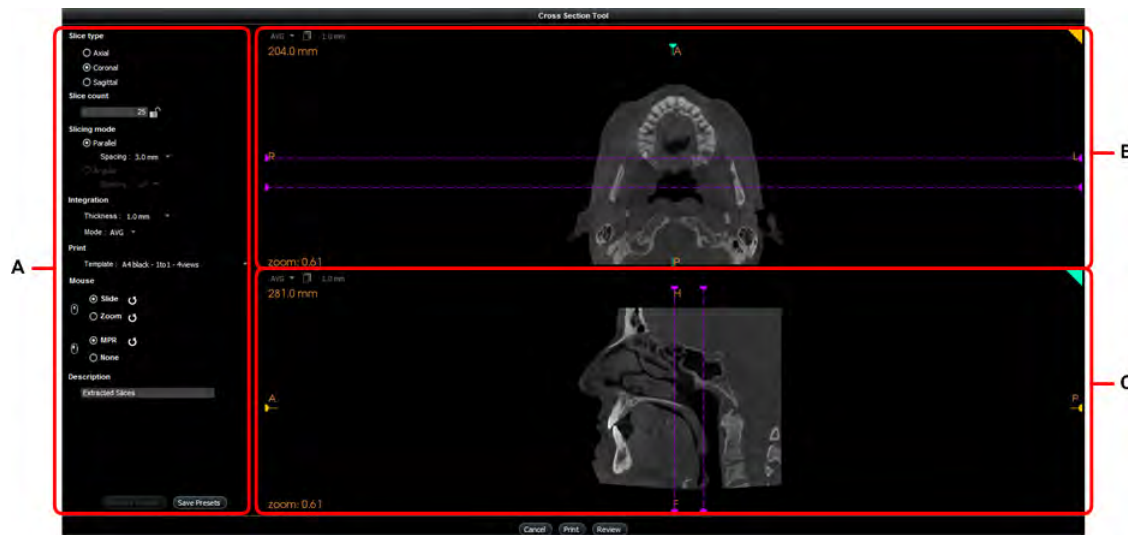 Cross Section Tool
Slice type
Axial
Coronal
Sagittal
Slice count
25
Slicing mode
Parallel
Spacing : 3.0 mm
Angular
Integration
Thickness : 1.0 mm
Mode : AVG
Print
Template : A4 black - 1to1 - 4views
Mouse
Slide
Zoom
MPR
None
Description
Extracted Slices
Save Presets
A
AVG 1.0 mm
204.0 mm
A
R L
zoom: 0.61 P
B
AVG 1.0 mm
281.0 mm
H
A P
zoom: 0.61 F
C
Cancel Print Review